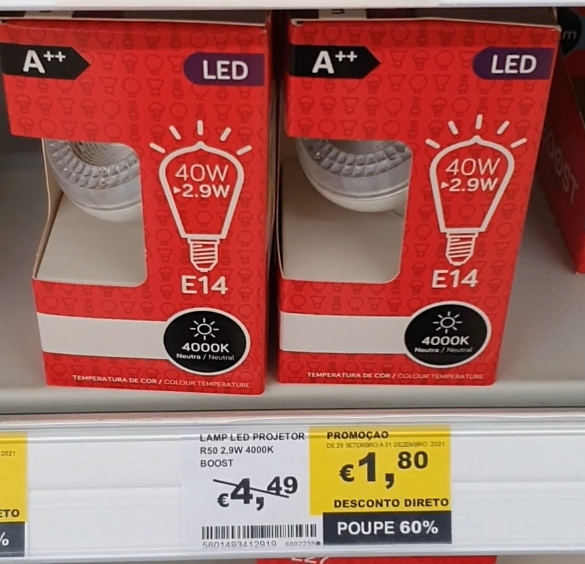 A++
LED
40W
▸2.9W
E14
4000K
Neutra / Neutral
TEMPERATURA DE COR / COLOUR TEMPERATURE
A++
LED
40W
▸2.9W
E14
4000K
Neutra / Neutral
TEMPERATURA DE COR / COLOUR TEMPERATURE
2021
ETO
%
LAMP LED PROJETOR
R50 2,9W 4000K
BOOST
€4,49
5601493412919
PROMOÇÃO
DE 29 SETEMBRO A 31 DEZEMBRO 2021
€1,80
DESCONTO DIRETO
POUPE 60%